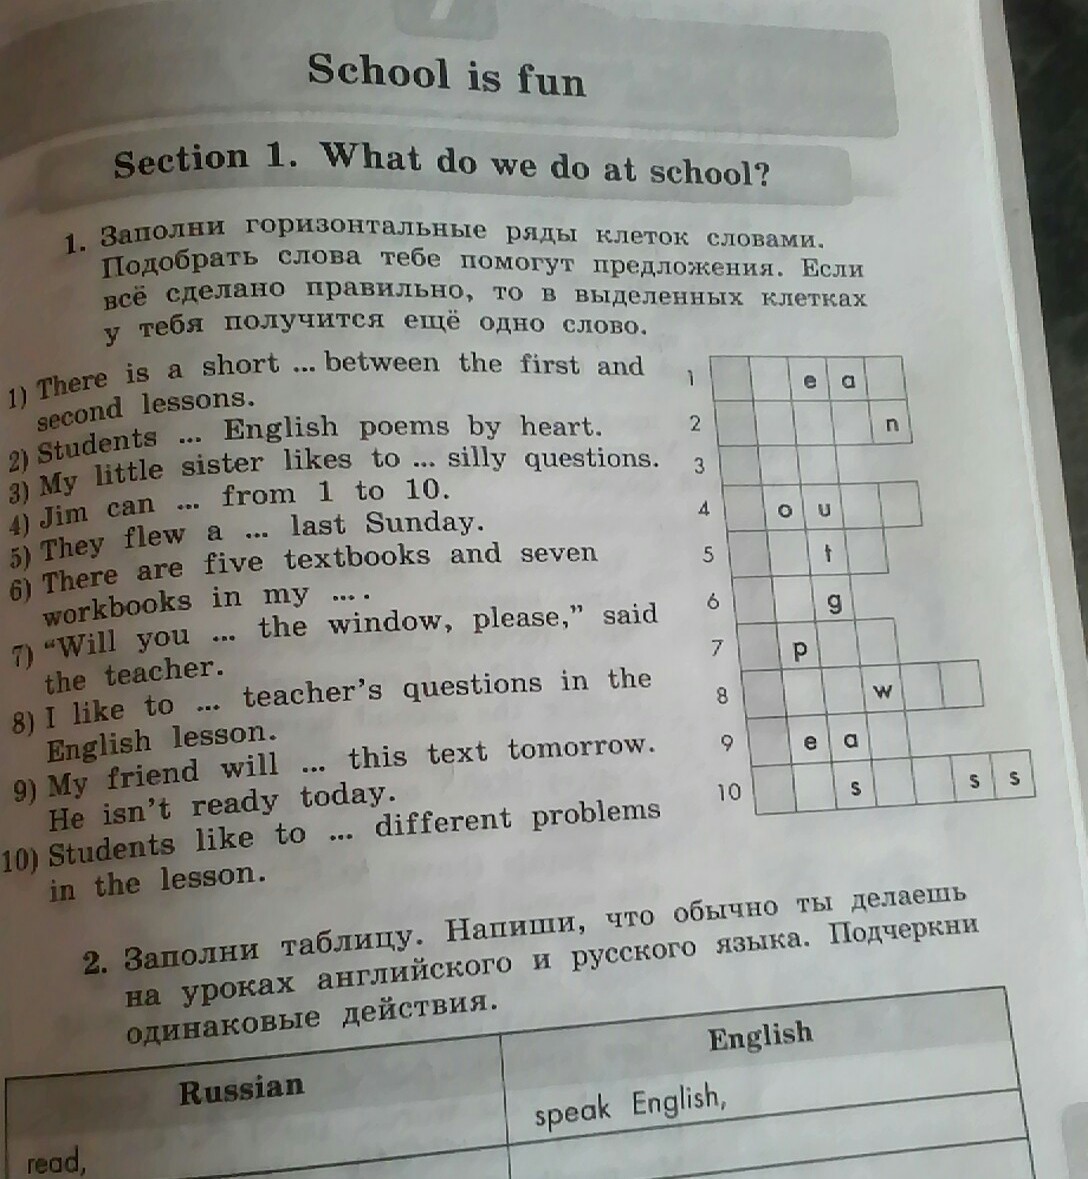 School is fun
Section 1. What do we do at school?
1. Заполни горизонтальные ряды клеток словами.
Подобрать слова тебе помогут предложения. Если
всё сделано правильно, то в выделенных клетках
у тебя получится ещё одно слово.
1) There is a short ... between the first and
second lessons.
2) Students ... English poems by heart.
3) My little sister likes to ... silly questions.
4) Jim can ... from 1 to 10.
5) They flew a ... last Sunday.
6) There are five textbooks and seven
workbooks in my ... .
7) “Will you ... the window, please,” said
the teacher.
8) I like to ... teacher’s questions in the
English lesson.
9) My friend will ... this text tomorrow.
He isn’t ready today.
10) Students like to ... different problems
in the lesson.
1 e a
2 n
3
4 o u
5 t
6 g
7 p
8 w
9 e a
10 s s s
2. Заполни таблицу. Напиши, что обычно ты делаешь
на уроках английского и русского языка. Подчеркни
одинаковые действия.
Russian English
read, speak English,